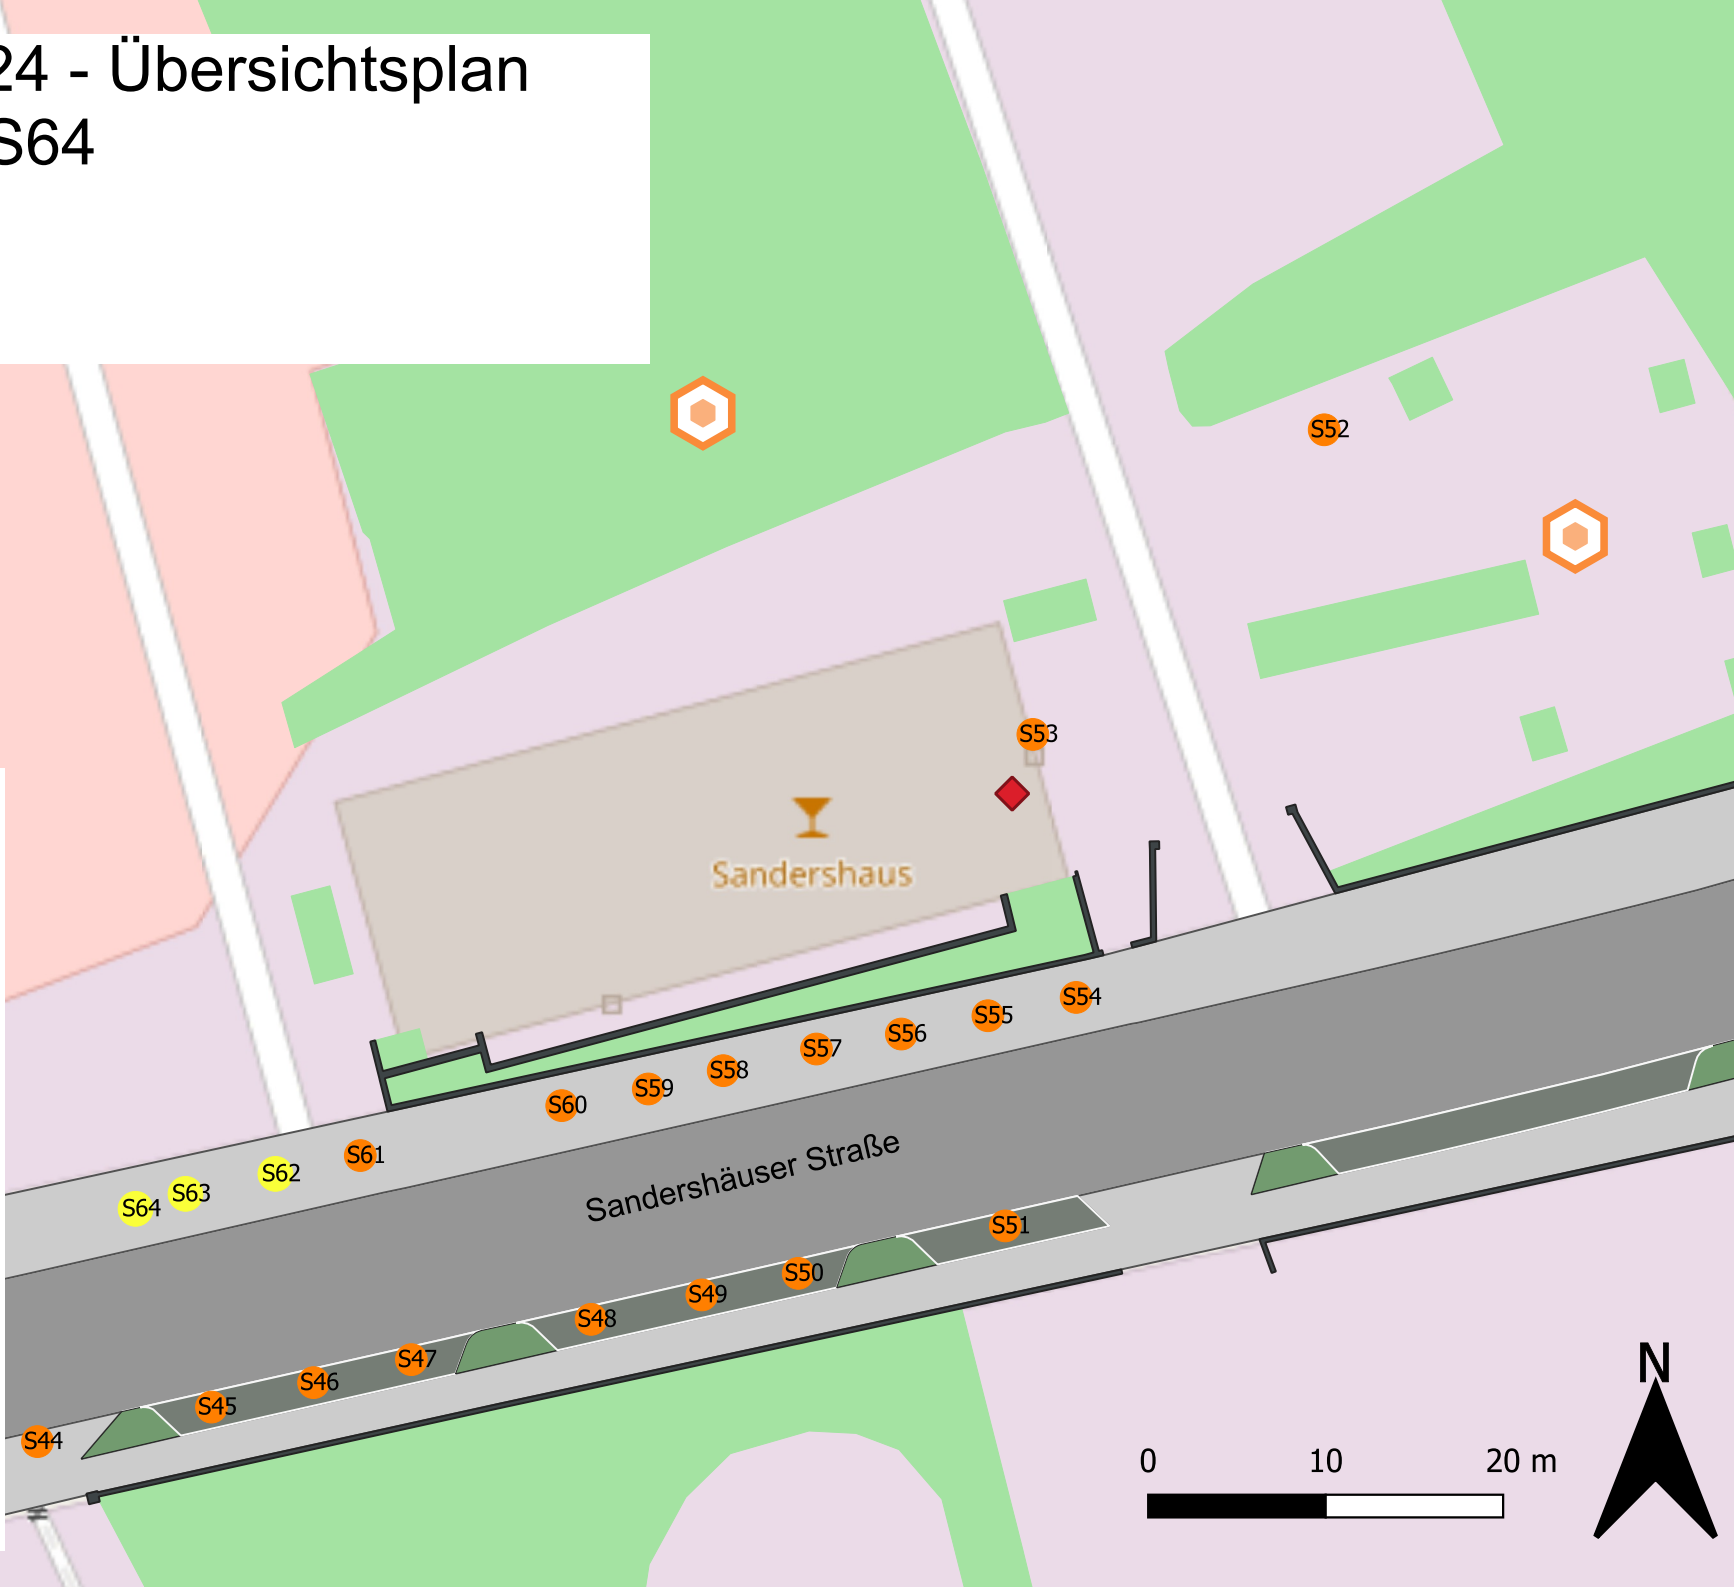 24 - Übersichtsplan
S64
S52
S53
Sandershaus
S54
S55
S56
S57
S58
S59
S60
S61
S62
S63
S64
Sandershäuser Straße
S51
S50
S49
S48
S47
S46
S45
S44
N
0 10 20 m